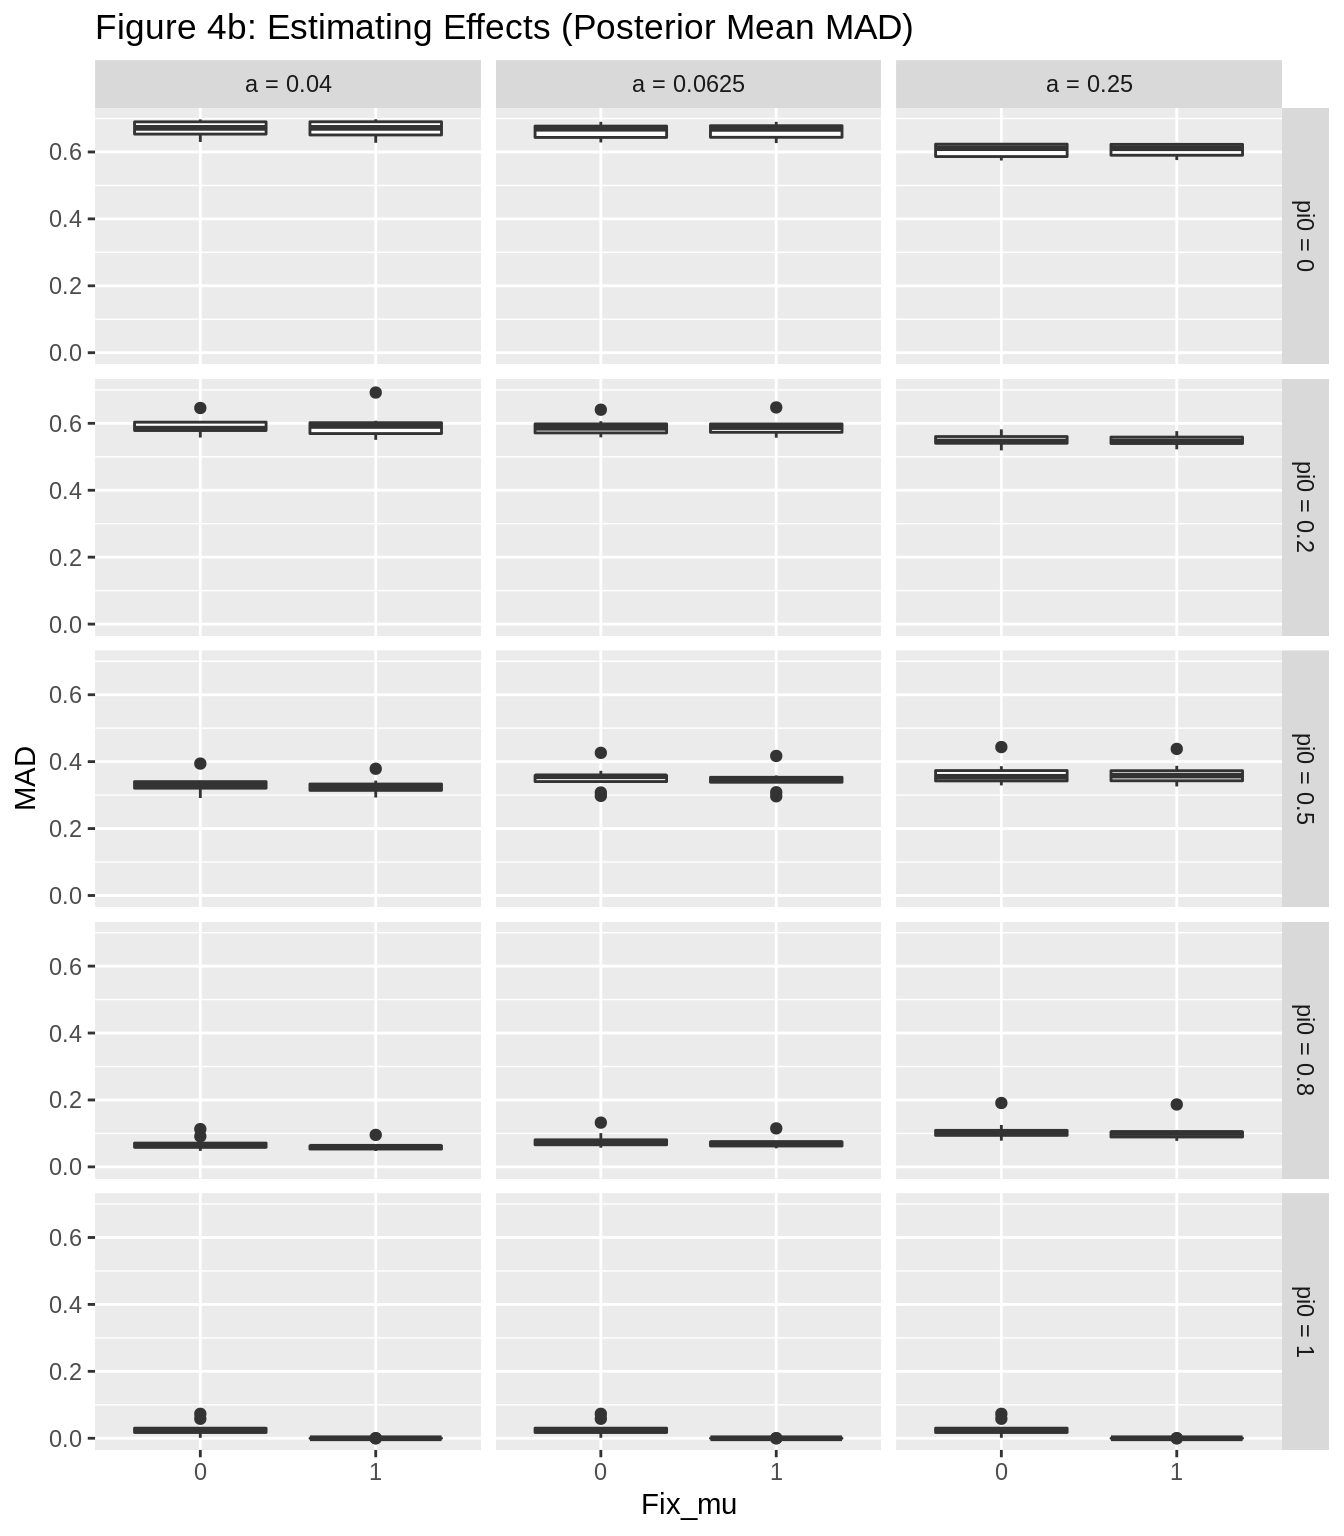 Figure 4b: Estimating Effects (Posterior Mean MAD)
a = 0.04
a = 0.0625
a = 0.25
0.6
0.4
0.2
0.0
pi0 = 0
0.6
0.4
0.2
0.0
pi0 = 0.2
MAD
0.6
0.4
0.2
0.0
pi0 = 0.5
0.6
0.4
0.2
0.0
pi0 = 0.8
0.6
0.4
0.2
0.0
pi0 = 1
0 1 0 1 0 1
Fix_mu